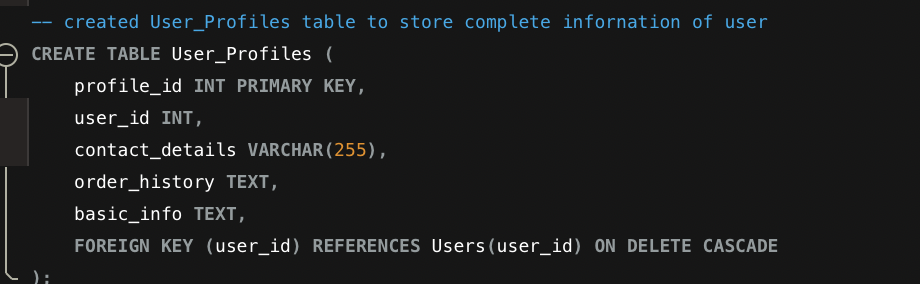 -- created User_Profiles table to store complete infornation of user
CREATE TABLE User_Profiles (
profile_id INT PRIMARY KEY,
user_id INT,
contact_details VARCHAR(255),
order_history TEXT,
basic_info TEXT,
FOREIGN KEY (user_id) REFERENCES Users(user_id) ON DELETE CASCADE
);